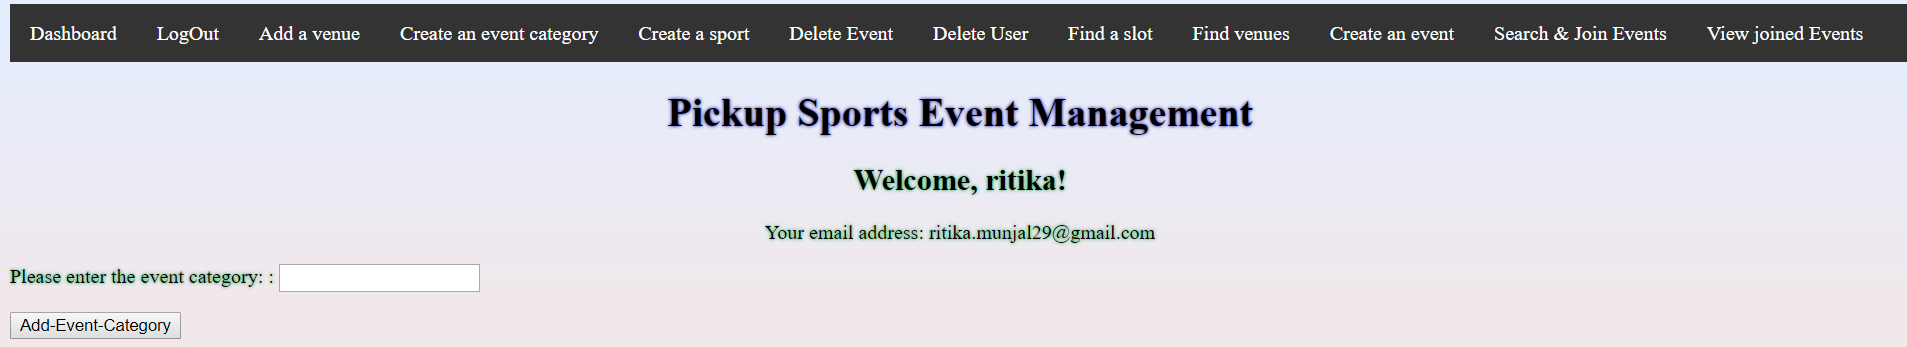 Dashboard LogOut Add a venue Create an event category Create a sport Delete Event Delete User Find a slot Find venues Create an event Search & Join Events View joined Events
Pickup Sports Event Management
Welcome, ritika!
Your email address: ritika.munjal29@gmail.com
Please enter the event category: :
Add-Event-Category